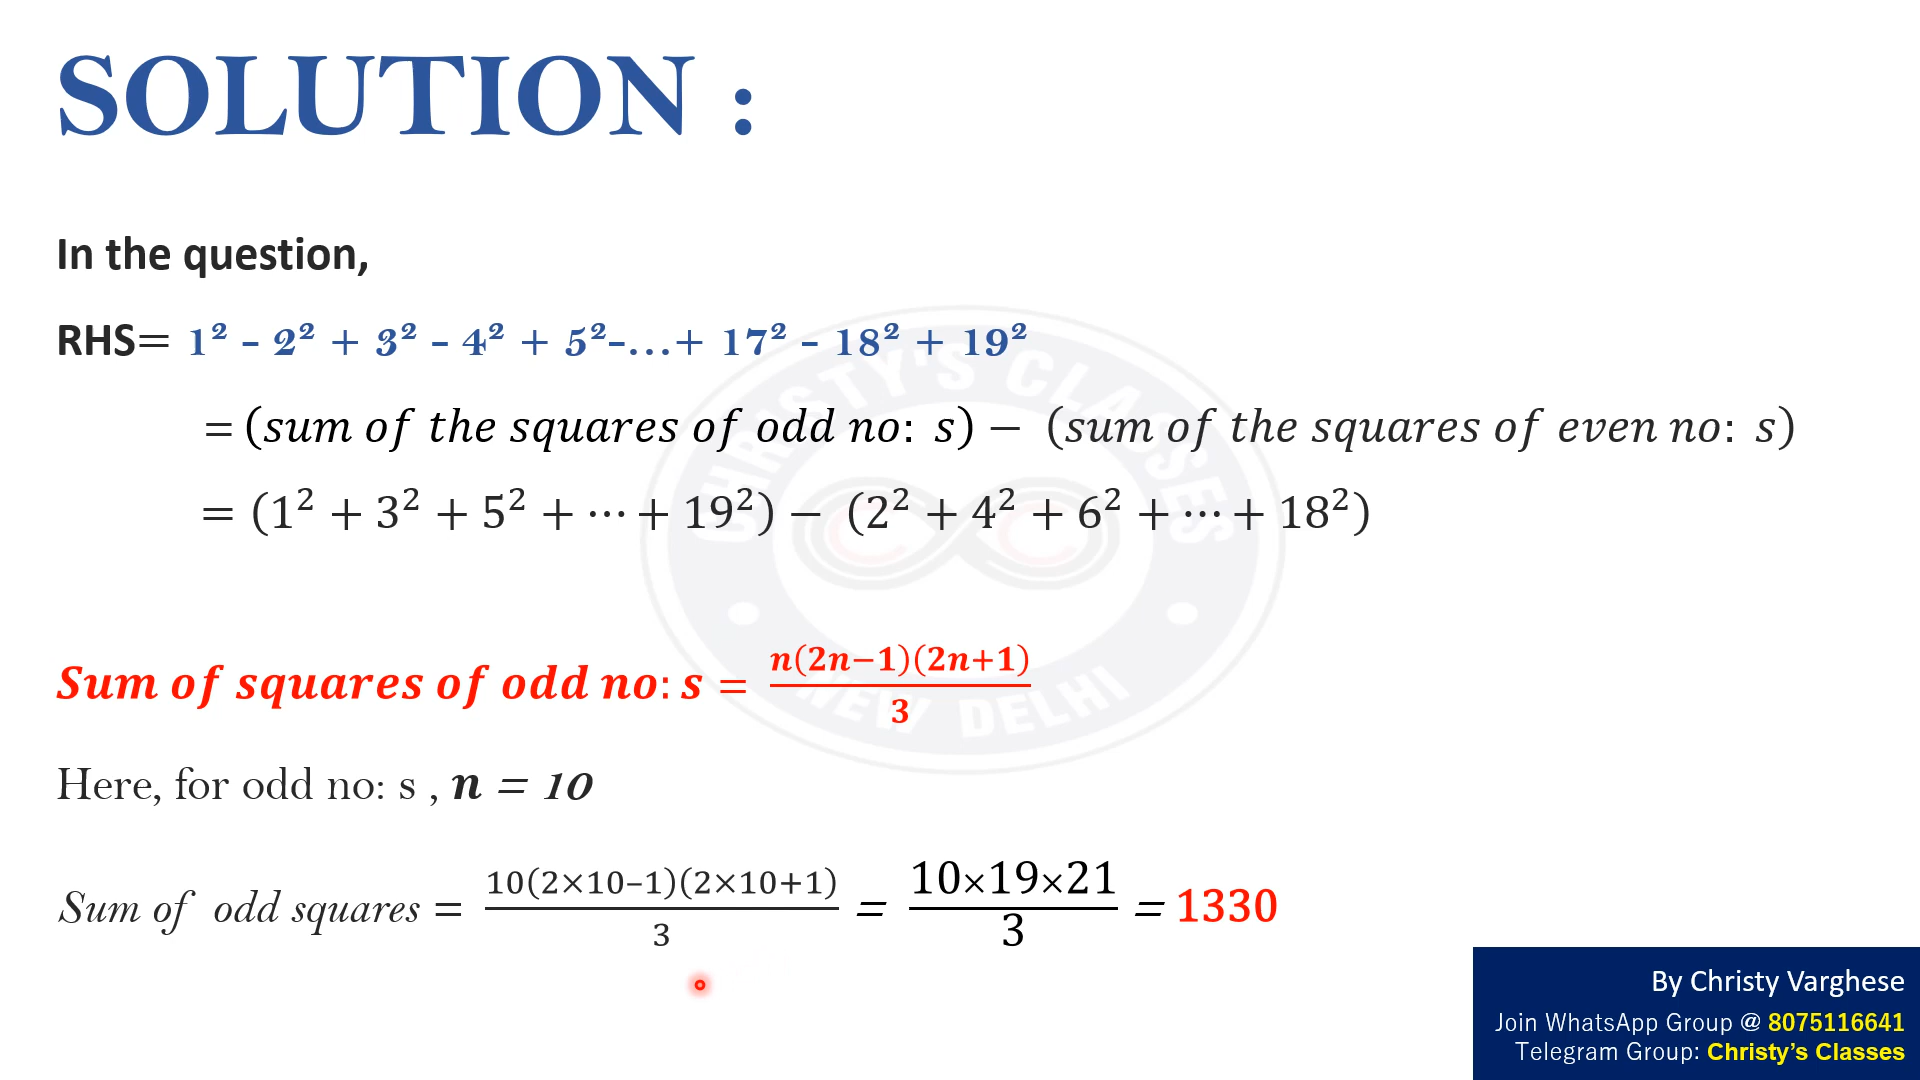 SOLUTION :
In the question,
RHS= 1² - 2² + 3² - 4² + 5²-...+ 17² - 18² + 19²
= (sum of the squares of odd no: s) − (sum of the squares of even no: s)
= (1² + 3² + 5² + ⋯ + 19²) − (2² + 4² + 6² + ⋯ + 18²)
CHRISTY'S CLASSES
Sum of squares of odd no: s = n(2n−1)(2n+1)/3
NEW DELHI
Here, for odd no: s , n = 10
Sum of odd squares = 10(2×10–1)(2×10+1)/3 = 10×19×21/3 = 1330
By Christy Varghese
Join WhatsApp Group @ 8075116641
Telegram Group: Christy's Classes